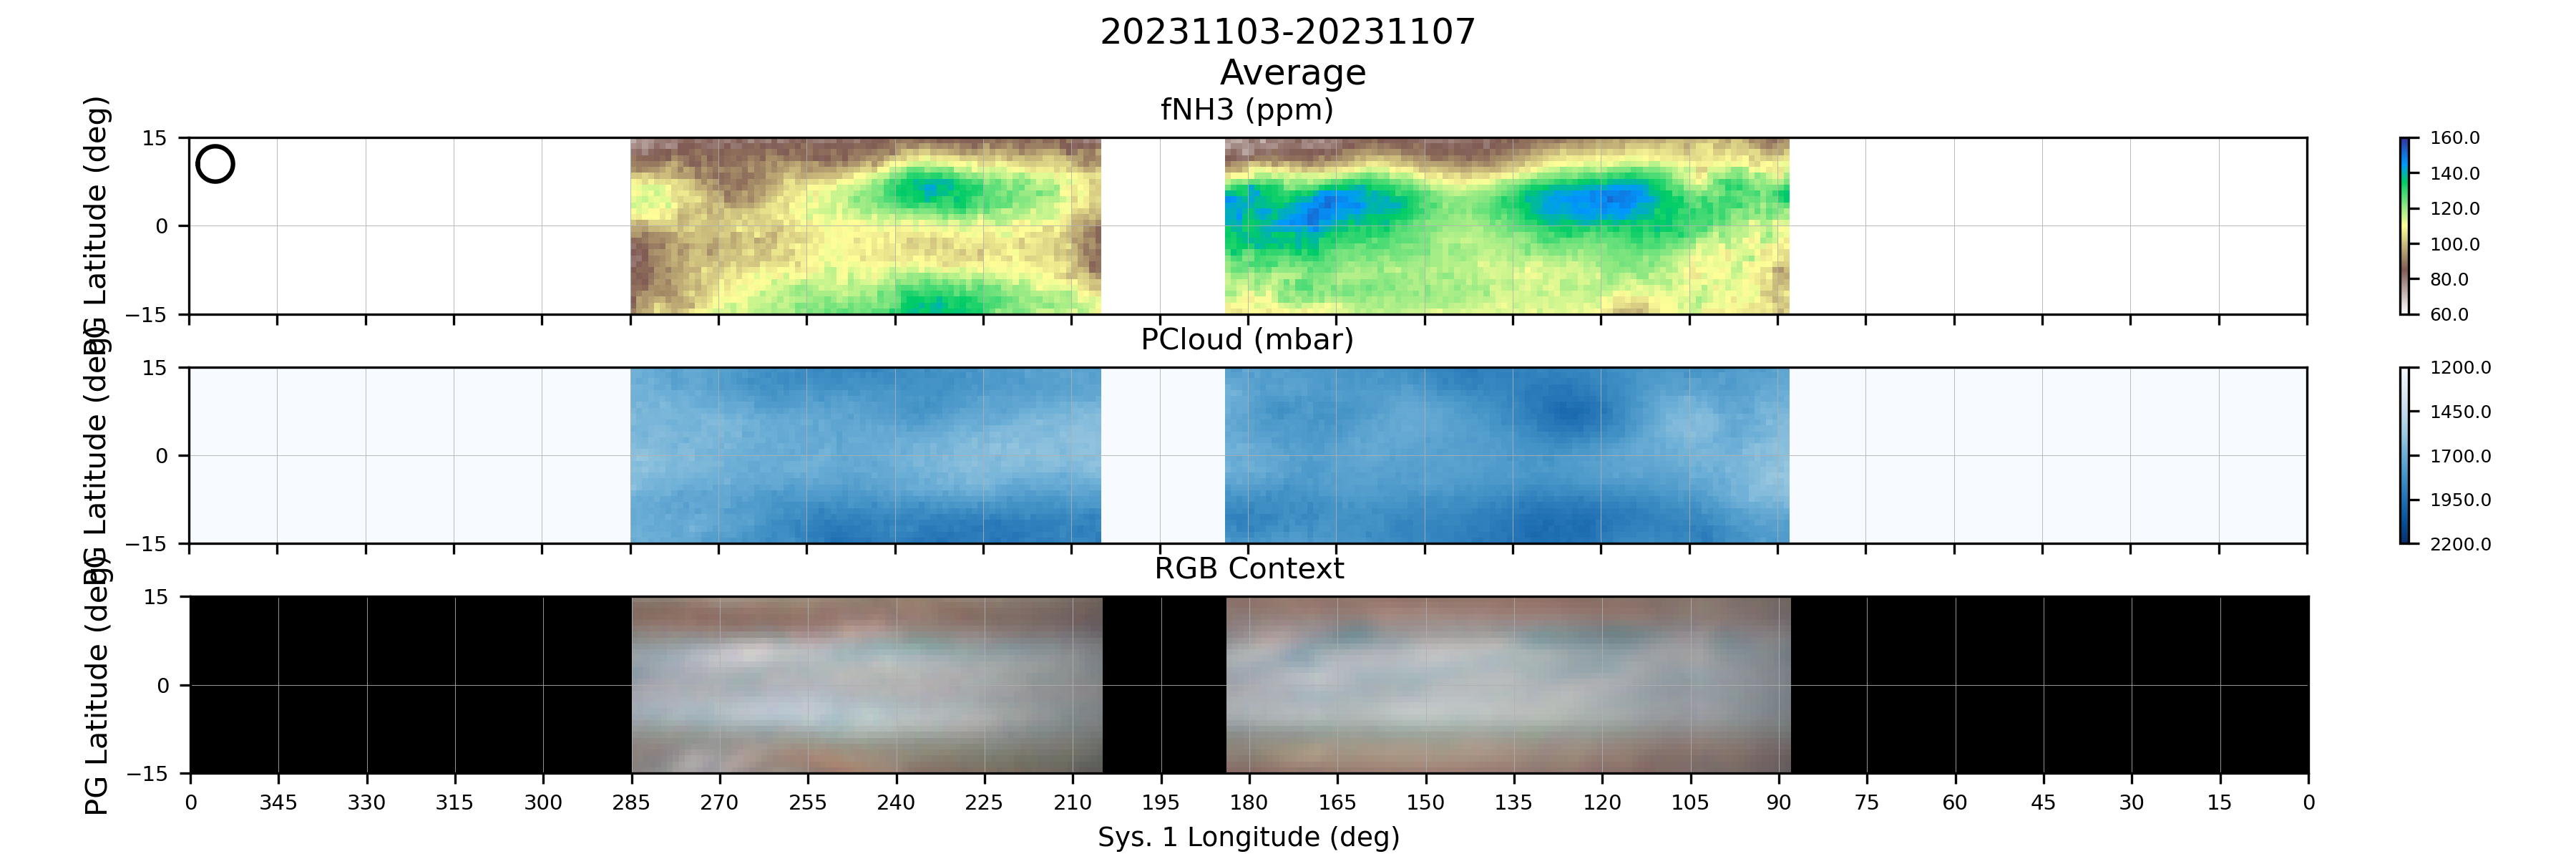 20231103-20231107
Average
fNH3 (ppm)
PG Latitude (deg)
15
0
−15
160.0
140.0
120.0
100.0
80.0
60.0
PCloud (mbar)
PG Latitude (deg)
15
0
−15
1200.0
1450.0
1700.0
1950.0
2200.0
RGB Context
PG Latitude (deg)
15
0
−15
0 345 330 315 300 285 270 255 240 225 210 195 180 165 150 135 120 105 90 75 60 45 30 15 0
Sys. 1 Longitude (deg)